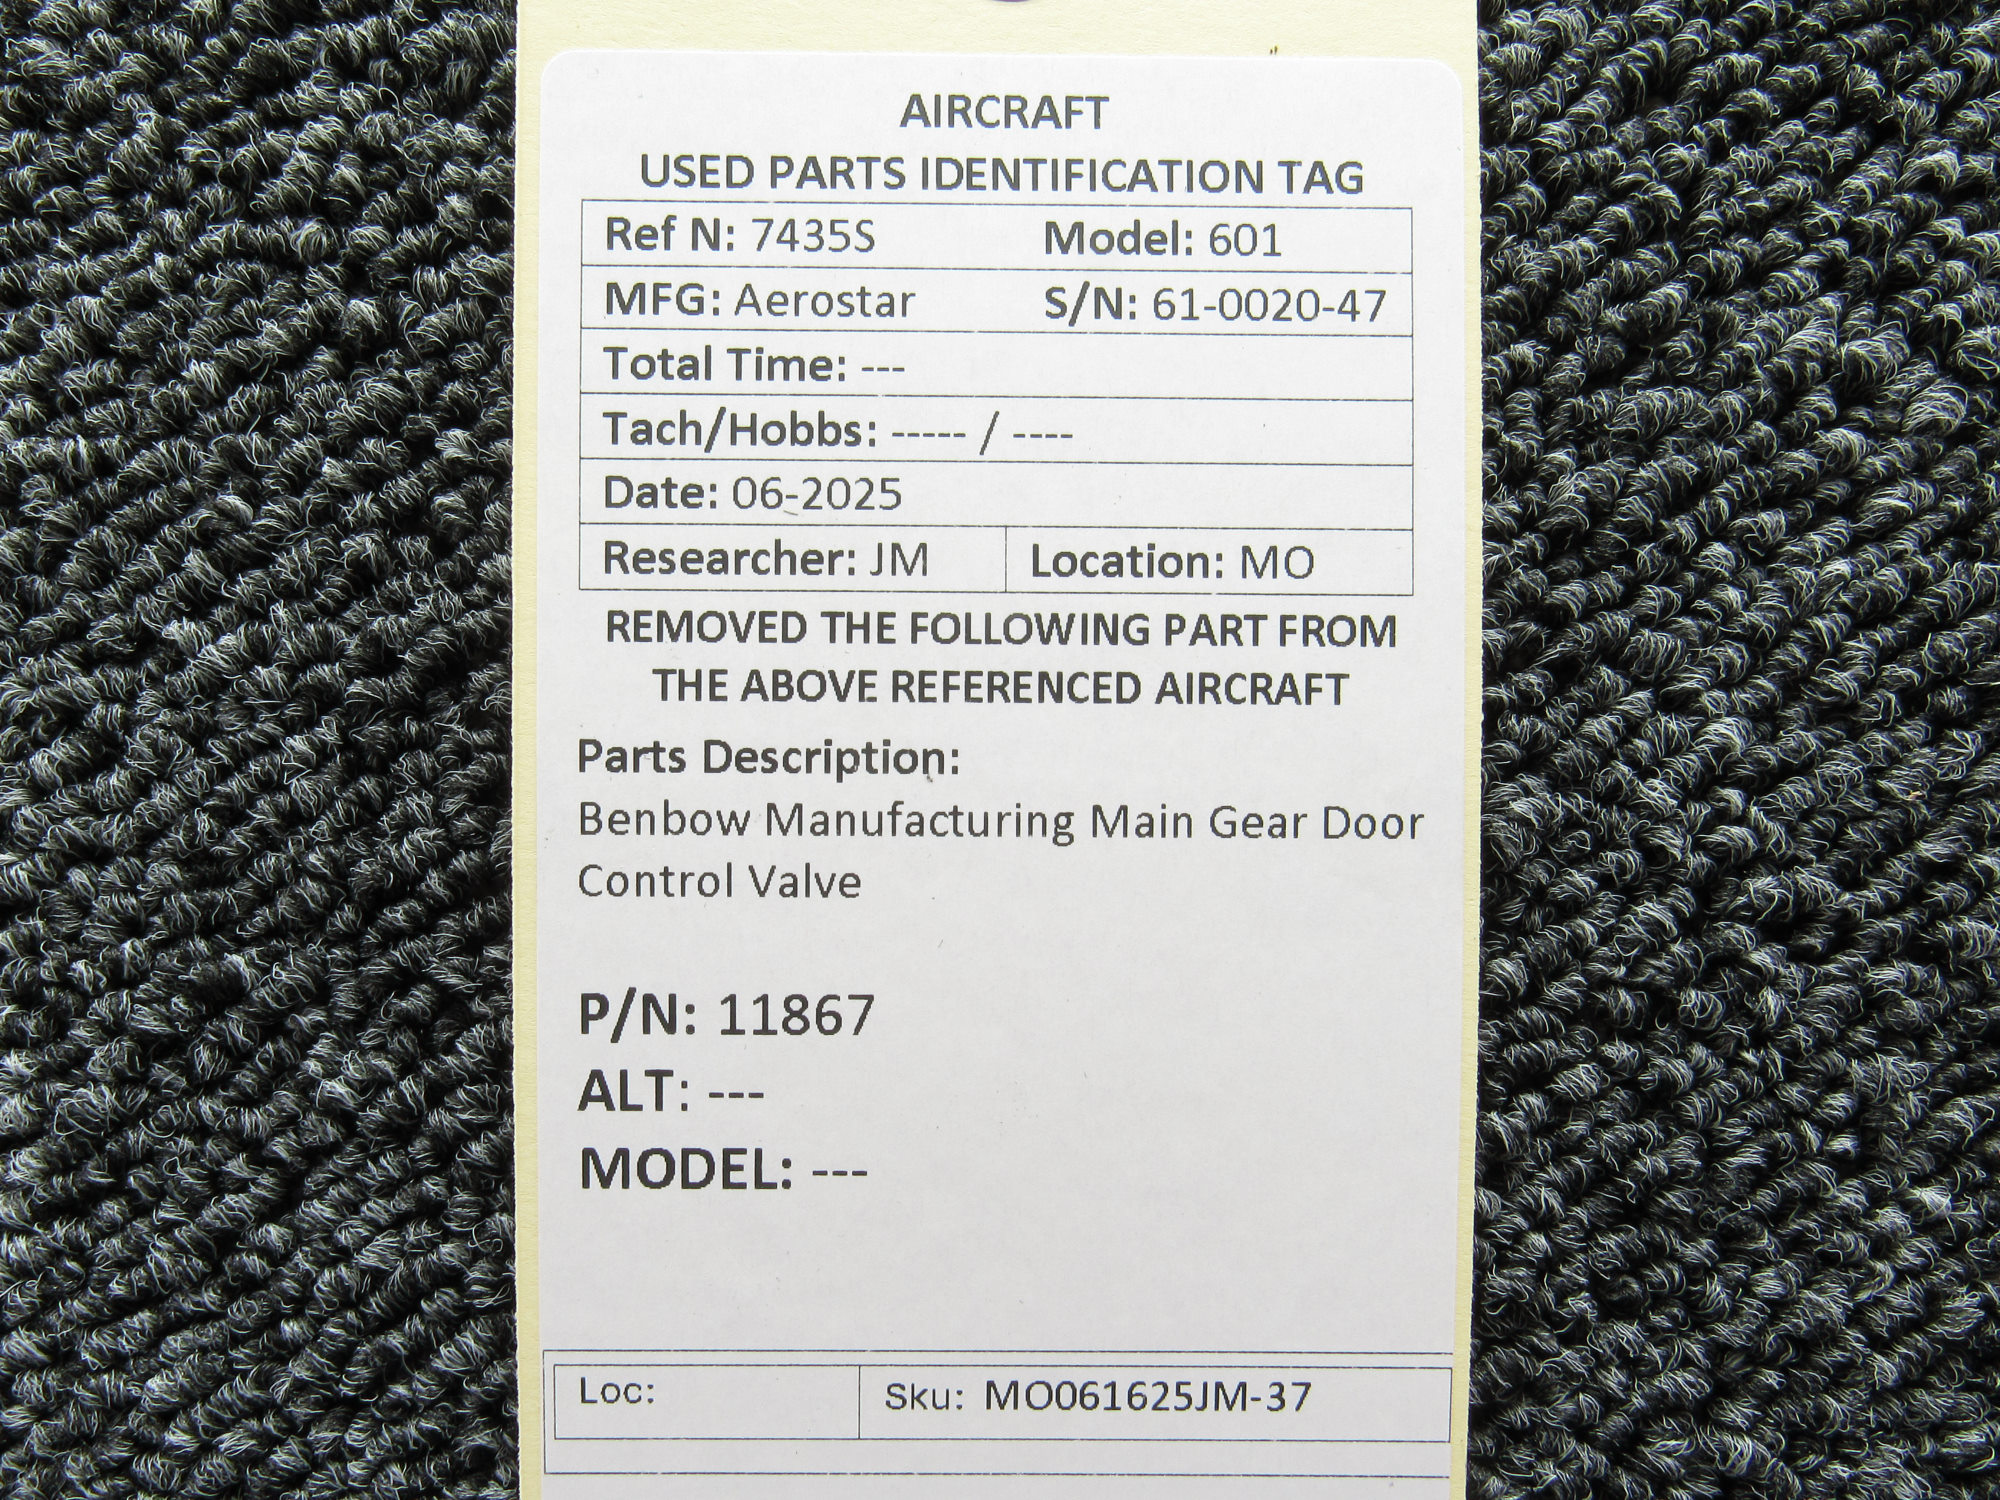 AIRCRAFT
USED PARTS IDENTIFICATION TAG
Ref N: 7435S Model: 601
MFG: Aerostar S/N: 61-0020-47
Total Time: ---
Tach/Hobbs: ----- / ----
Date: 06-2025
Researcher: JM Location: MO
REMOVED THE FOLLOWING PART FROM
THE ABOVE REFERENCED AIRCRAFT
Parts Description:
Benbow Manufacturing Main Gear Door
Control Valve
P/N: 11867
ALT: ---
MODEL: ---
Loc: Sku: MO061625JM-37